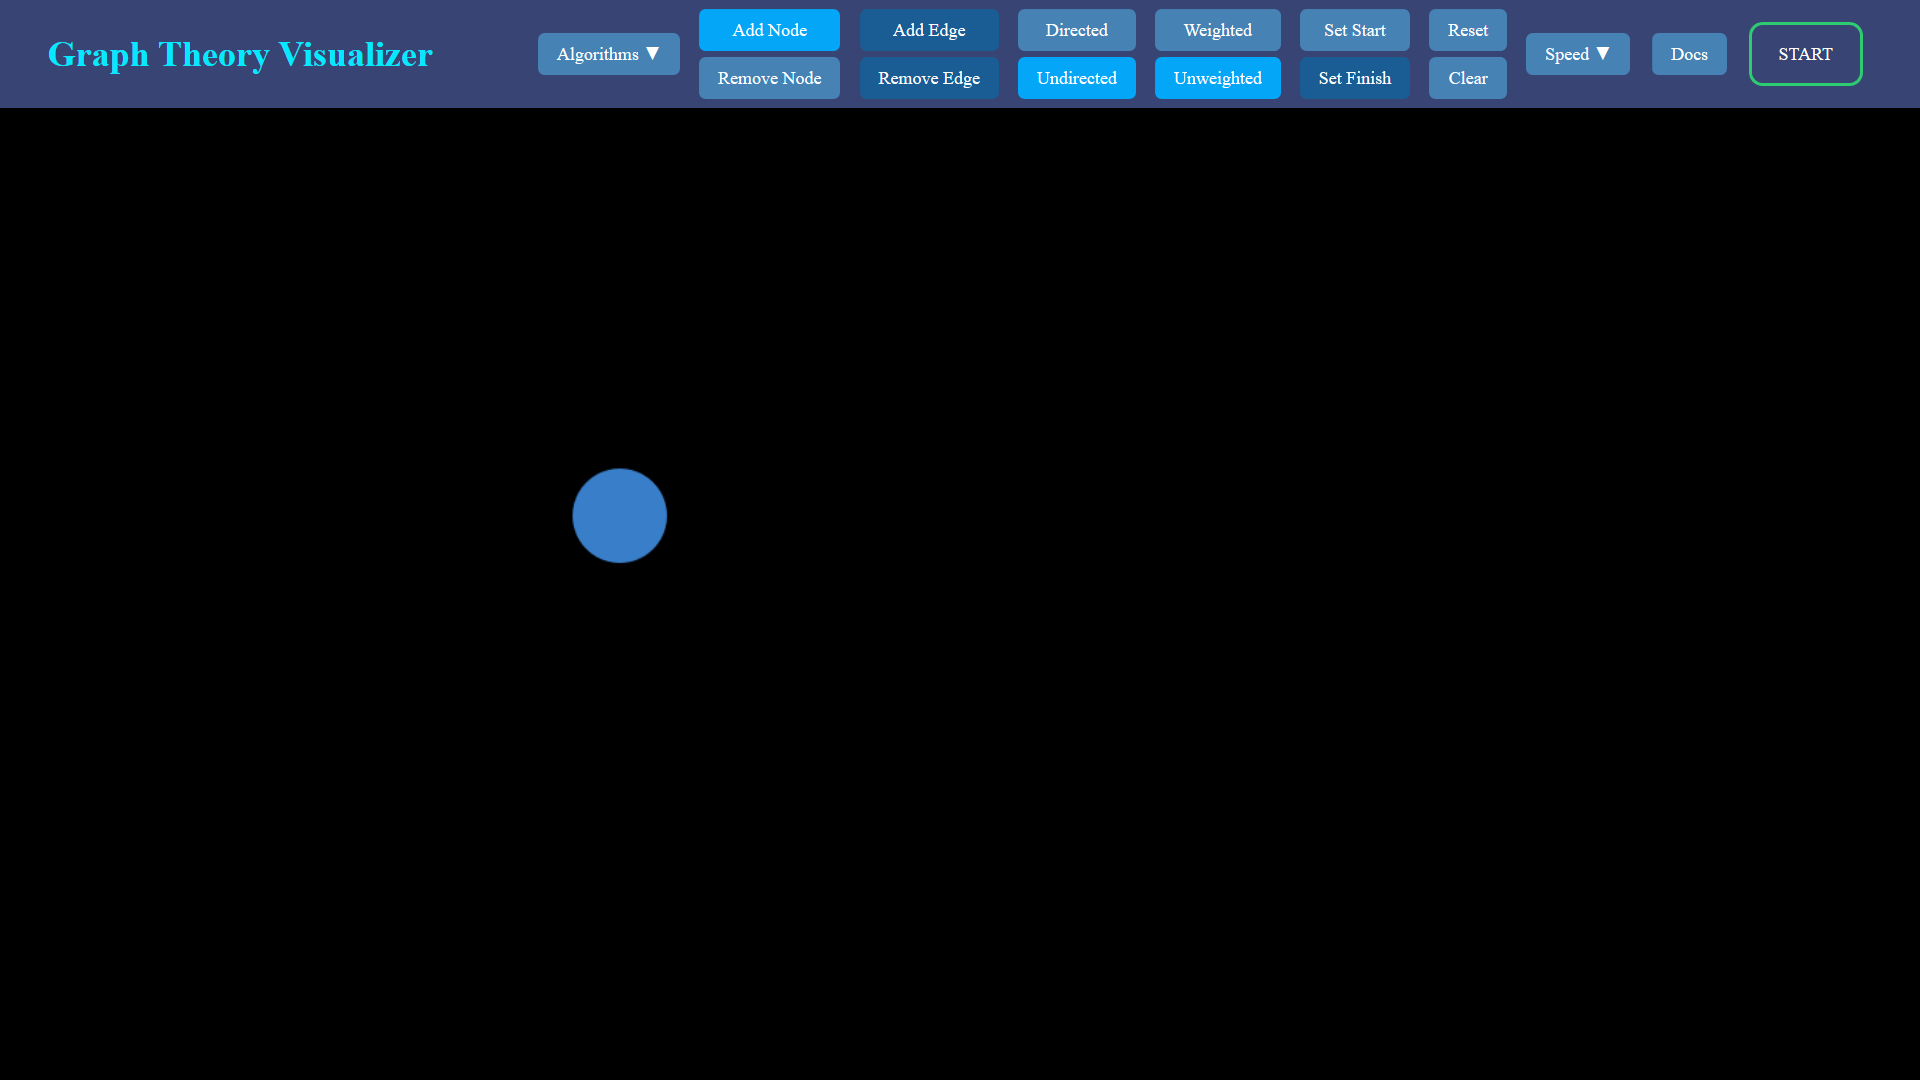 Graph Theory Visualizer
Algorithms ▼
Add Node
Remove Node
Add Edge
Remove Edge
Directed
Undirected
Weighted
Unweighted
Set Start
Set Finish
Reset
Clear
Speed ▼
Docs
START